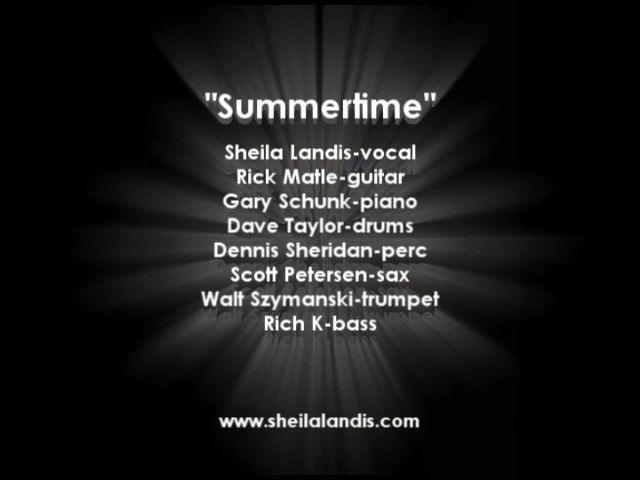 "Summertime"
Sheila Landis-vocal
Rick Matle-guitar
Gary Schunk-piano
Dave Taylor-drums
Dennis Sheridan-perc
Scott Petersen-sax
Walt Szymanski-trumpet
Rich K-bass
www.sheilalandis.com